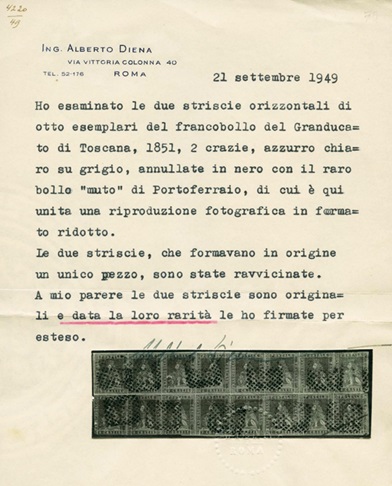 4220
49
ING. ALBERTO DIENA
VIA VITTORIA COLONNA 40
TEL. 52-176 ROMA
21 settembre 1949
Ho esaminato le due striscie orizzontali di
otto esemplari del francobollo del Granduca=
to di Toscana, 1851, 2 crazie, azzurro chia=
ro su grigio, annullate in nero con il raro
bollo "muto" di Portoferraio, di cui è qui
unita una riproduzione fotografica in forma=
to ridotto.
Le due striscie, che formavano in origine
un unico pezzo, sono state ravvicinate.
A mio parere le due striscie sono origina=
li e data la loro rarità le ho firmate per
esteso.